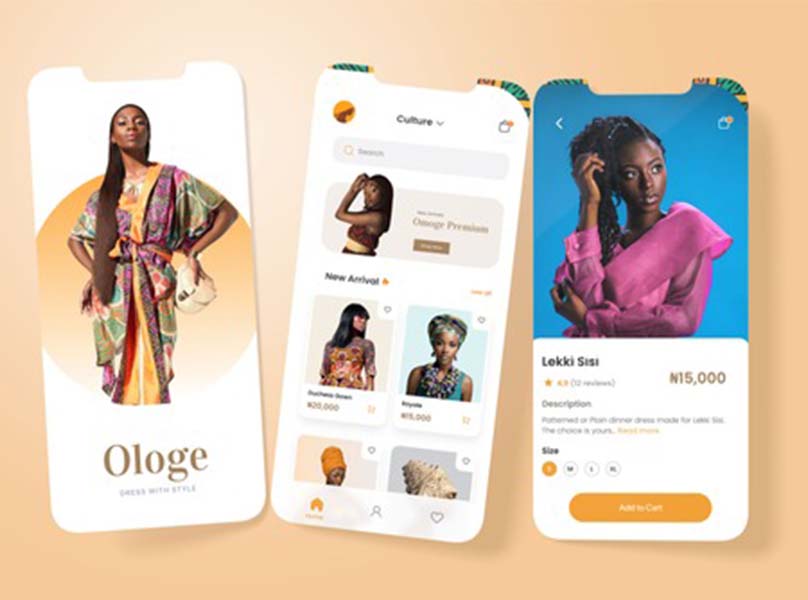 Ologe
DRESS WITH STYLE
Culture
Search
New Arrivals
Omoge Premium
Shop Now
New Arrival
view all
Duchess Gown
₦20,000
Royale
₦15,000
Home
Lekki Sisi
4.9 (12 reviews)
₦15,000
Description
Patterned or Plain dinner dress made for Lekki Sisi.
The choice is yours.. Read more
Size
S M L XL
Add to Cart